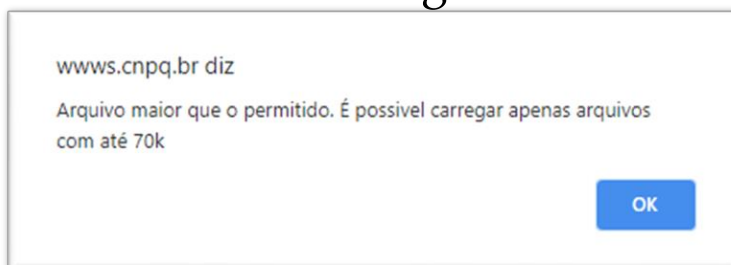 wwws.cnpq.br diz
Arquivo maior que o permitido. É possivel carregar apenas arquivos
com até 70k
OK